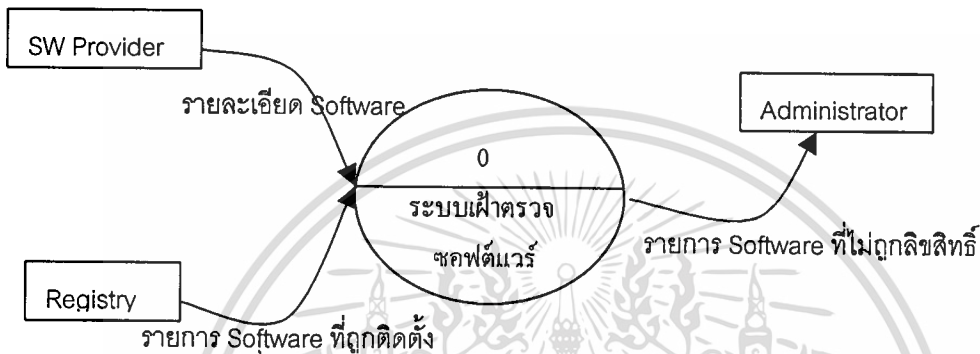 SW Provider
รายละเอียด Software
Administrator
0
ระบบเฝ้าตรวจ
ซอฟต์แวร์
รายการ Software ที่ไม่ถูกลิขสิทธิ์
Registry
รายการ Software ที่ถูกติดตั้ง